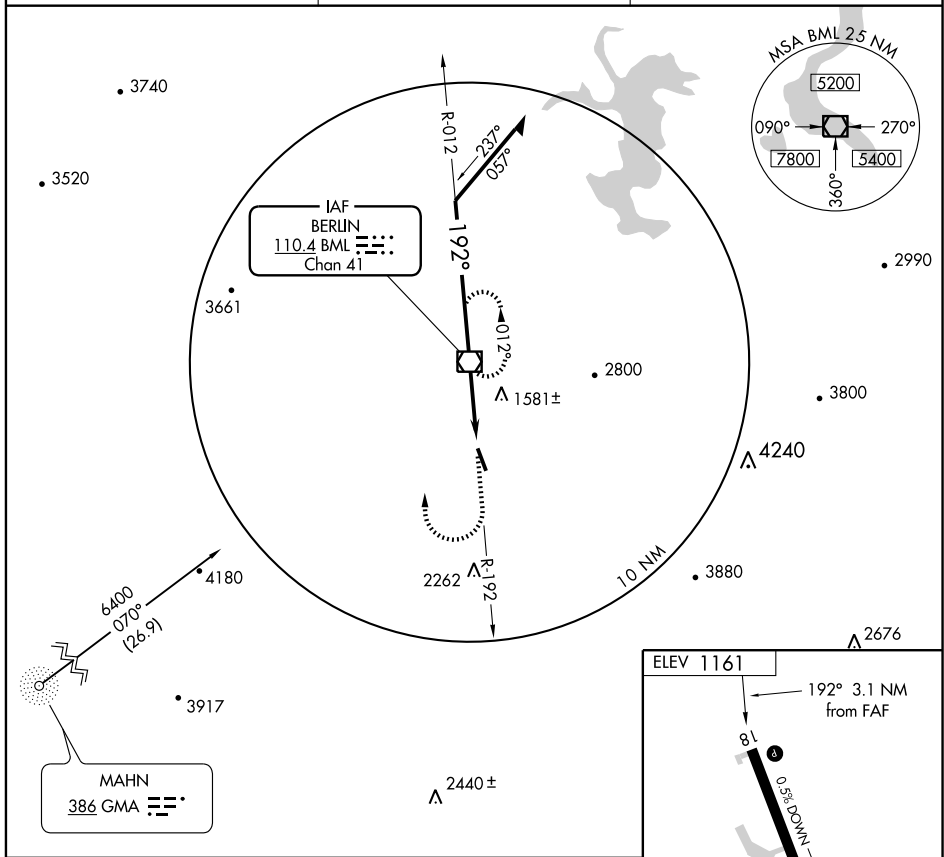 MSA BML 25 NM
5200
090°
270°
7800
5400
360°
3740
3520
R-012
237°
057°
IAF
BERLIN
110.4 BML
Chan 41
192°
2990
3661
012°
2800
1581±
3800
4240
10 NM
4180
2262
R-192
3880
6400
070°
(26.9)
2676
ELEV 1161
192° 3.1 NM
from FAF
3917
18
P
0.5% DOWN
MAHN
386 GMA
2440±